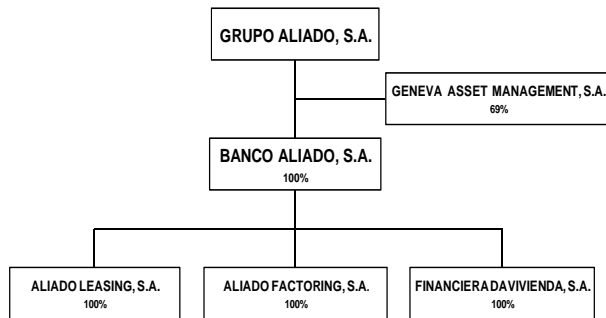 GRUPO ALIADO, S.A.
GENEVA ASSET MANAGEMENT, S.A.
69%
BANCO ALIADO, S.A.
100%
ALIADO LEASING, S.A.
100%
ALIADO FACTORING, S.A.
100%
FINANCIERA DAVIVIENDA, S.A.
100%